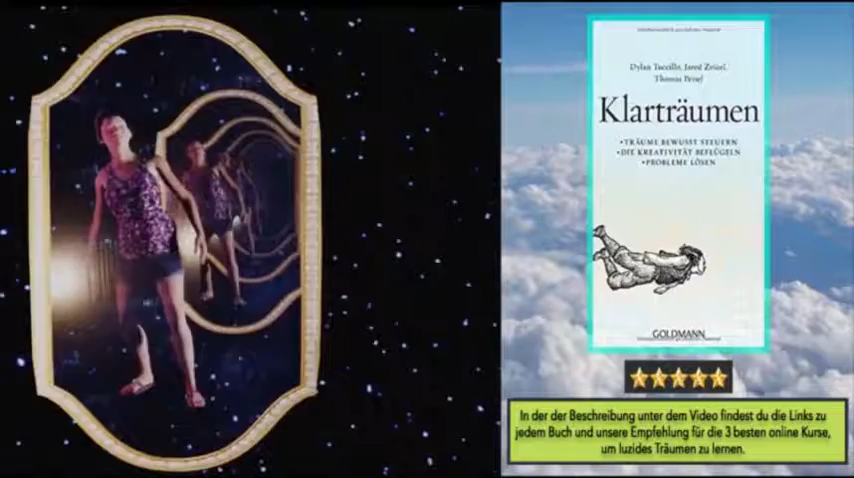 Dylan Tuccillo, Jared Zeizel,
Thomas Peisel
Klarträumen
•TRÄUME BEWUSST STEUERN
•DIE KREATIVITÄT BEFLÜGELN
•PROBLEME LÖSEN
GOLDMANN
In der der Beschreibung unter dem Video findest du die Links zu
jedem Buch und unsere Empfehlung für die 3 besten online Kurse,
um luzides Träumen zu lernen.